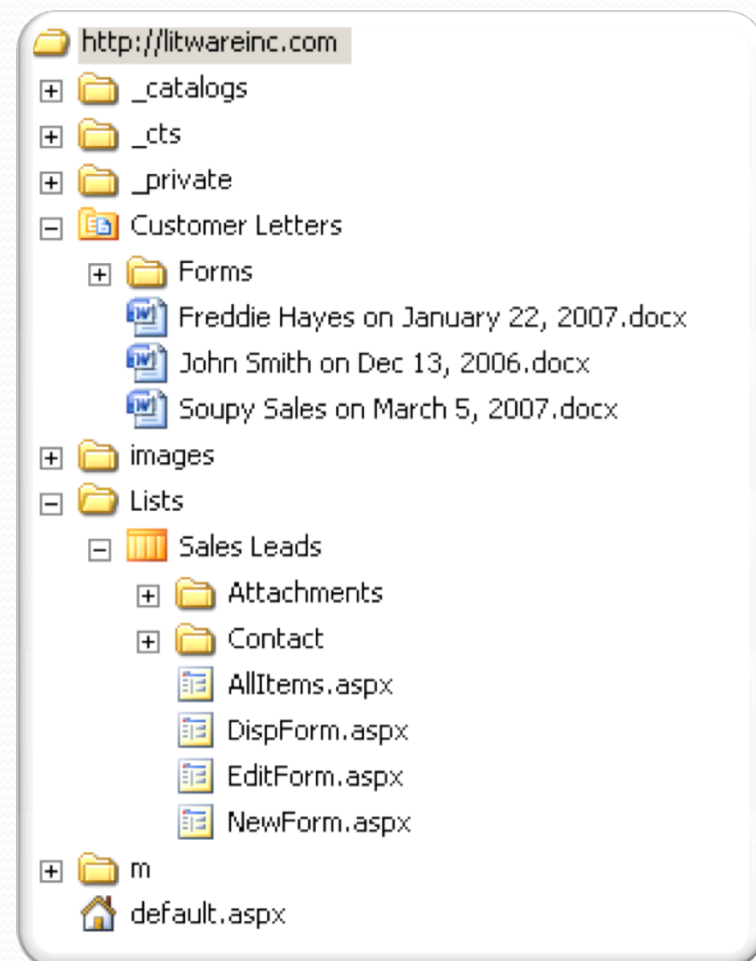 http://litwareinc.com
_catalogs
_cts
_private
Customer Letters
Forms
Freddie Hayes on January 22, 2007.docx
John Smith on Dec 13, 2006.docx
Soupy Sales on March 5, 2007.docx
images
Lists
Sales Leads
Attachments
Contact
AllItems.aspx
DispForm.aspx
EditForm.aspx
NewForm.aspx
m
default.aspx